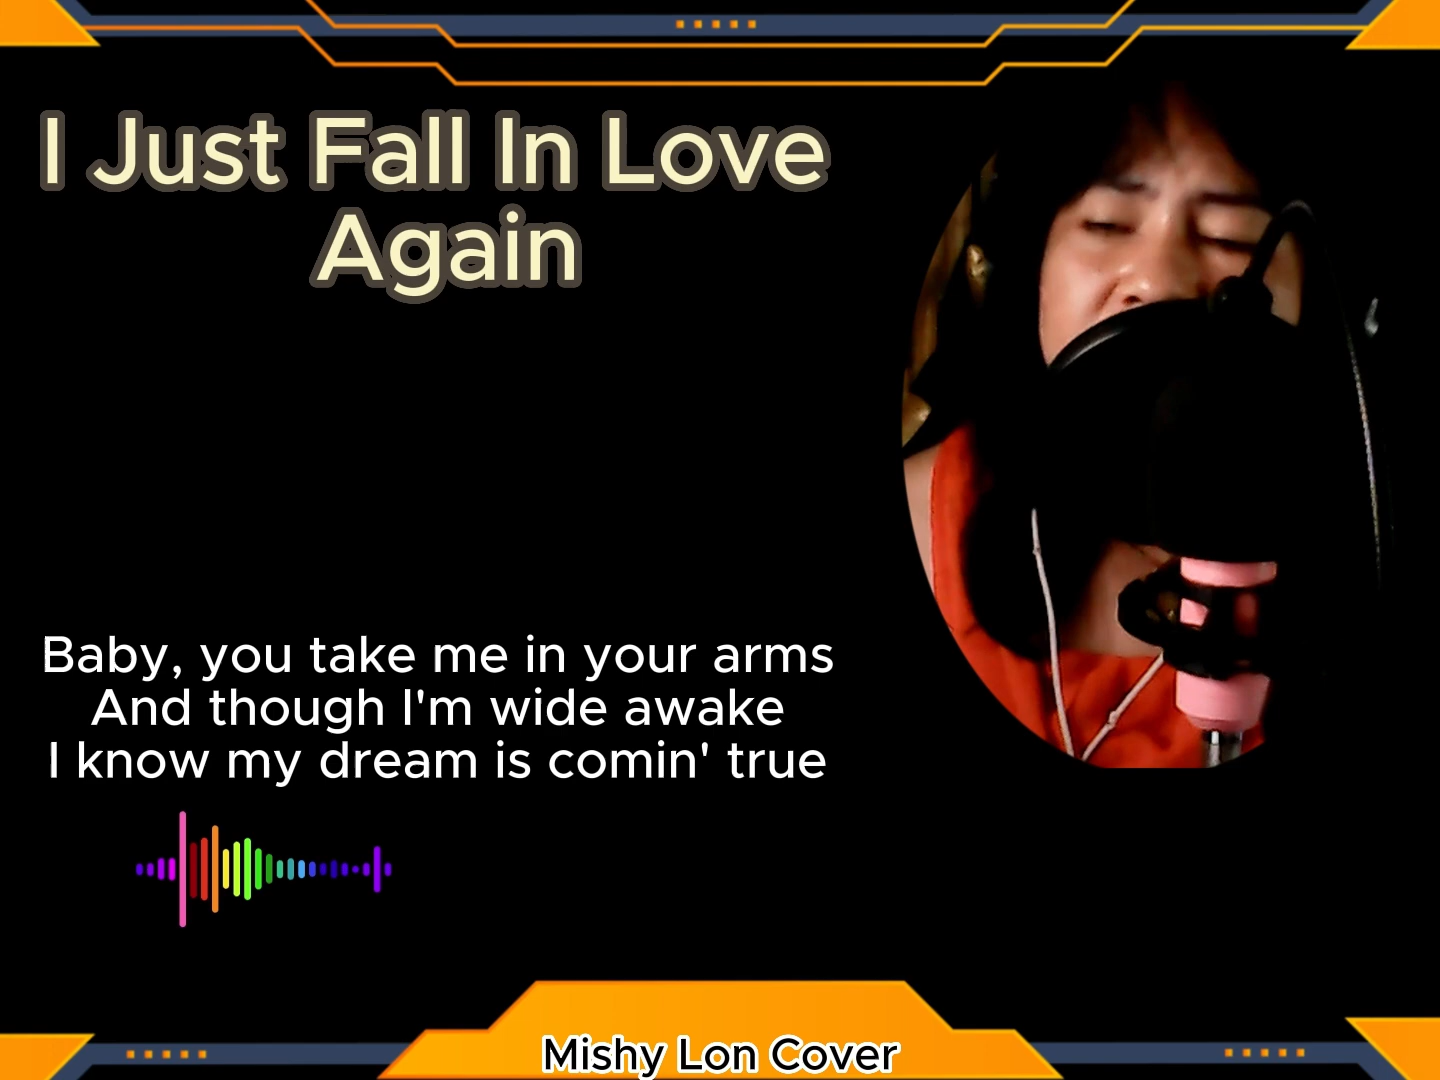 I Just Fall In Love
Again
Baby, you take me in your arms
And though I'm wide awake
I know my dream is comin' true
Mishy Lon Cover